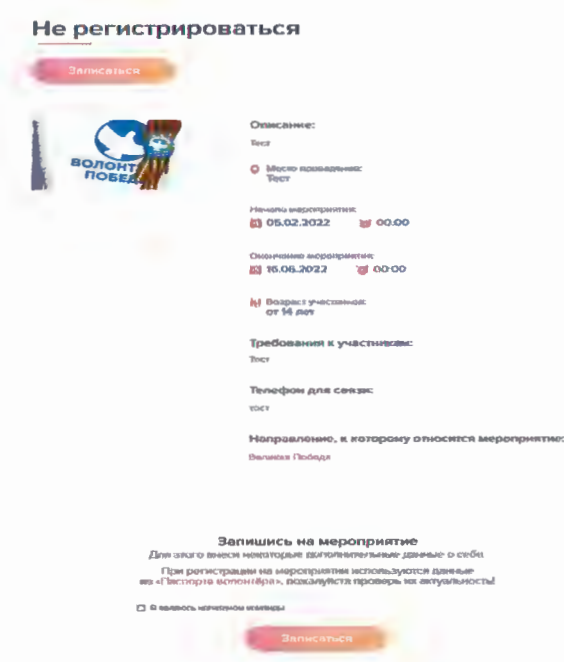 Не регистрироваться
Записаться
ВОЛОНТ
ПОБЕД
Описание:
Тест
Место проведения:
Тест
Начало мероприятия:
05.02.2022 00:00
Окончание мероприятия:
16.06.2022 00:00
Возраст участников:
от 14 лет
Требования к участникам:
Тест
Телефон для связи:
тест
Направление, к которому относится мероприятие:
Великая Победа
Запишись на мероприятие
Для этого внеси некоторые дополнительные данные о себе
При регистрации на мероприятии используются данные
из «Паспорта волонтёра», пожалуйста проверь их актуальность!
Я являюсь команды
Записаться